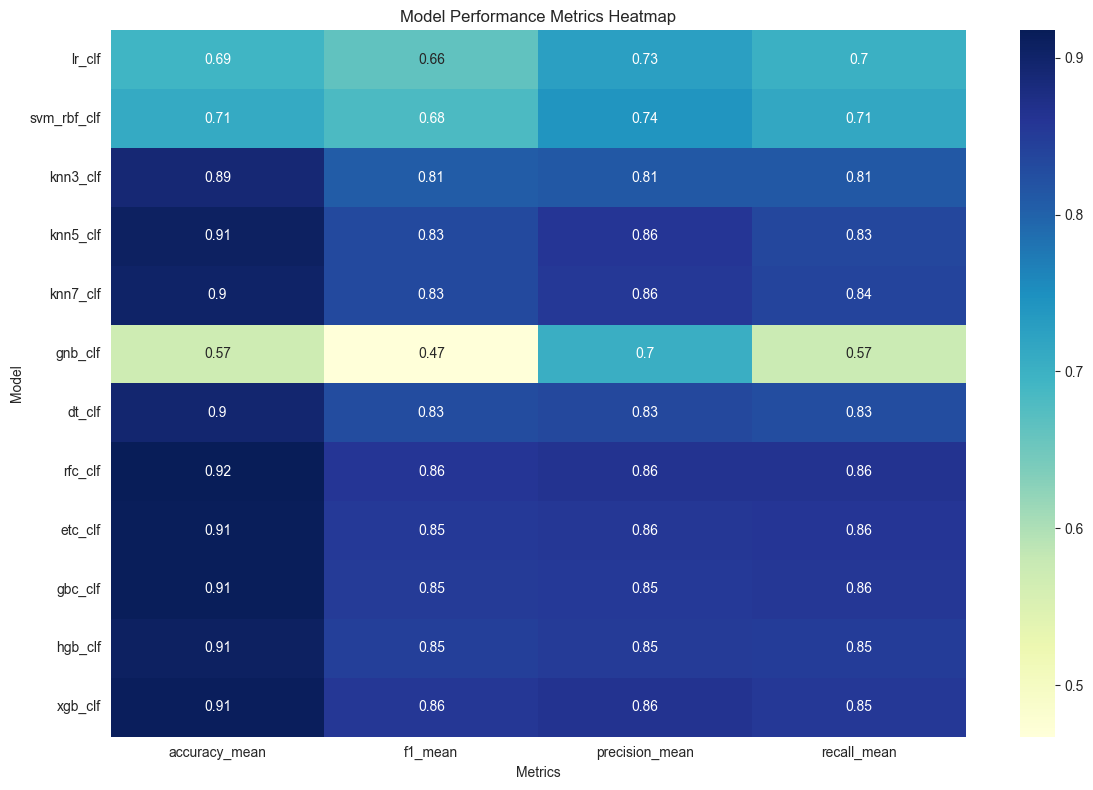 Model Performance Metrics Heatmap
lr_clf 0.69 0.66 0.73 0.7
svm_rbf_clf 0.71 0.68 0.74 0.71
knn3_clf 0.89 0.81 0.81 0.81
knn5_clf 0.91 0.83 0.86 0.83
knn7_clf 0.9 0.83 0.86 0.84
gnb_clf 0.57 0.47 0.7 0.57
dt_clf 0.9 0.83 0.83 0.83
rfc_clf 0.92 0.86 0.86 0.86
etc_clf 0.91 0.85 0.86 0.86
gbc_clf 0.91 0.85 0.85 0.86
hgb_clf 0.91 0.85 0.85 0.85
xgb_clf 0.91 0.86 0.86 0.85
accuracy_mean f1_mean precision_mean recall_mean
Metrics
Model
0.9
0.8
0.7
0.6
0.5